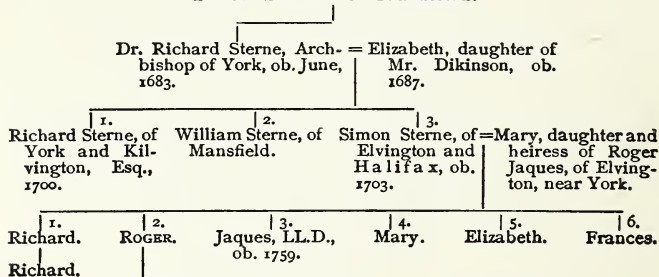 Dr. Richard Sterne, Arch-
bishop of York, ob. June,
1683.
= Elizabeth, daughter of
Mr. Dikinson, ob.
1687.
1.
Richard Sterne, of
York and Kil-
vington, Esq.,
1700.
2.
William Sterne, of
Mansfield.
3.
Simon Sterne, of
Elvington and
Halifax, ob.
1703.
=Mary, daughter and
heiress of Roger
Jaques, of Elving-
ton, near York.
1.
Richard.
2.
ROGER.
3.
Jaques, LL.D.,
ob. 1759.
4.
Mary.
5.
Elizabeth.
6.
Frances.
Richard.